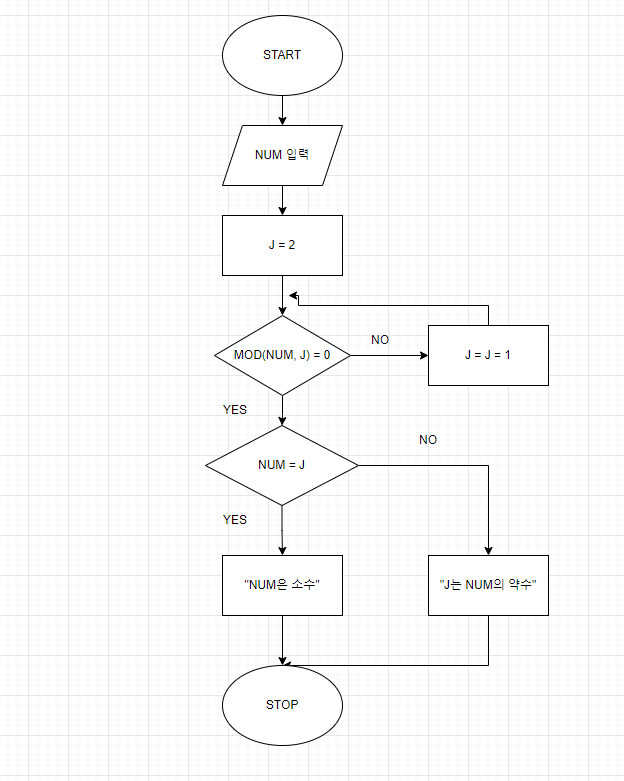 START
NUM 입력
J = 2
MOD(NUM, J) = 0
NO
J = J = 1
YES
NUM = J
NO
YES
"NUM은 소수"
"J는 NUM의 약수"
STOP